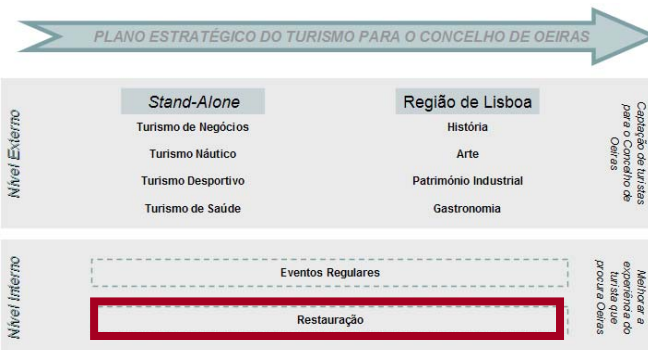 PLANO ESTRATÉGICO DO TURISMO PARA O CONCELHO DE OEIRAS
Nível Externo
Stand-Alone
Turismo de Negócios
Turismo Náutico
Turismo Desportivo
Turismo de Saúde
Região de Lisboa
História
Arte
Património Industrial
Gastronomia
Captação de turistas
para o Concelho de
Oeiras
Nível Interno
Eventos Regulares
Restauração
Melhorar a
experiência do
turista que
procura Oeiras